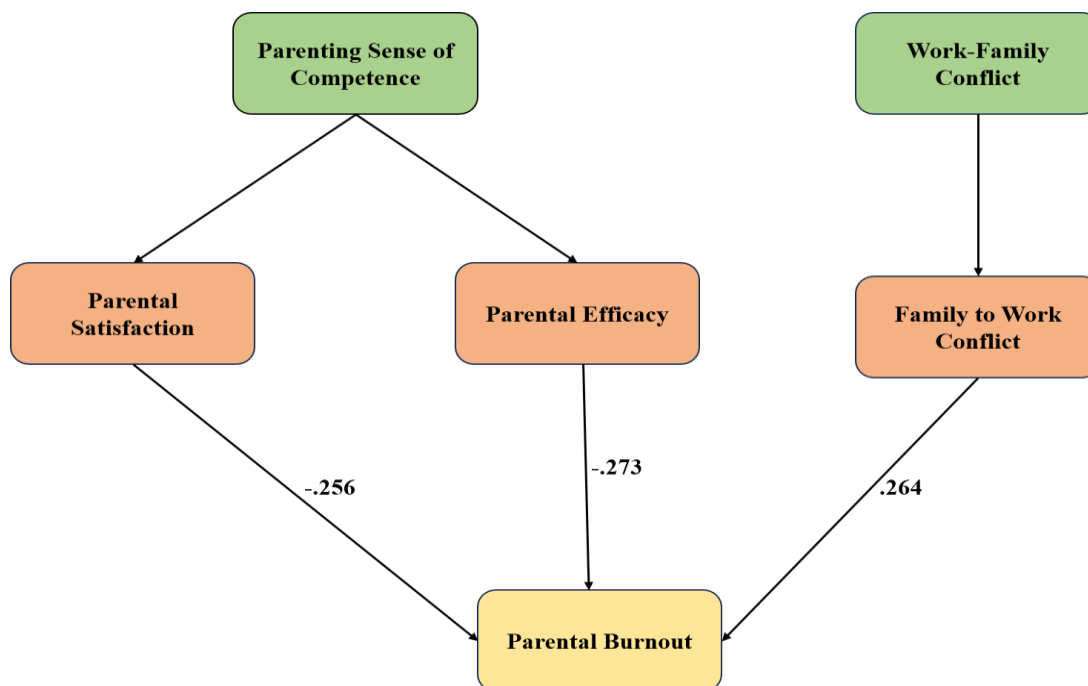 Parenting Sense of
Competence
Work-Family
Conflict
Parental
Satisfaction
Parental Efficacy
Family to Work
Conflict
-.256
-.273
.264
Parental Burnout